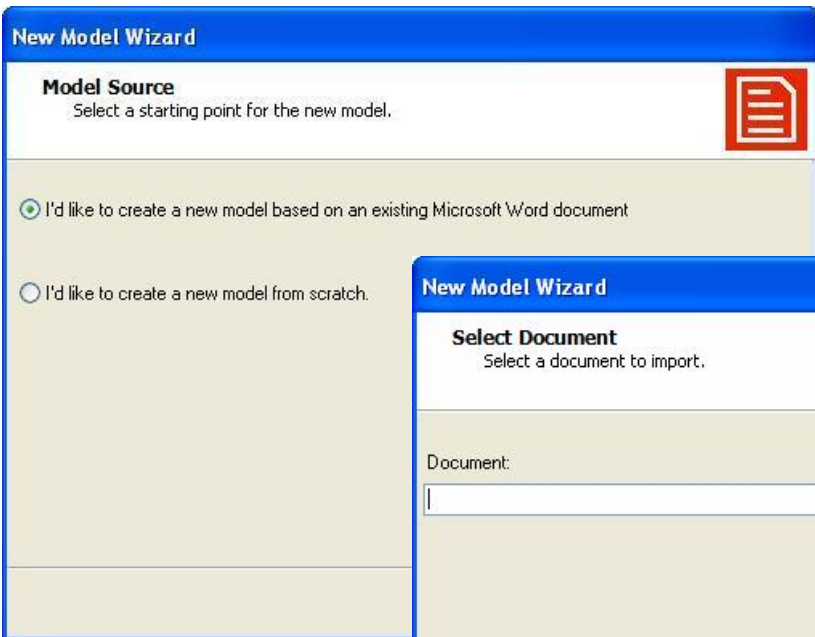 New Model Wizard
Model Source
Select a starting point for the new model.
I'd like to create a new model based on an existing Microsoft Word document
I'd like to create a new model from scratch.
New Model Wizard
Select Document
Select a document to import.
Document: